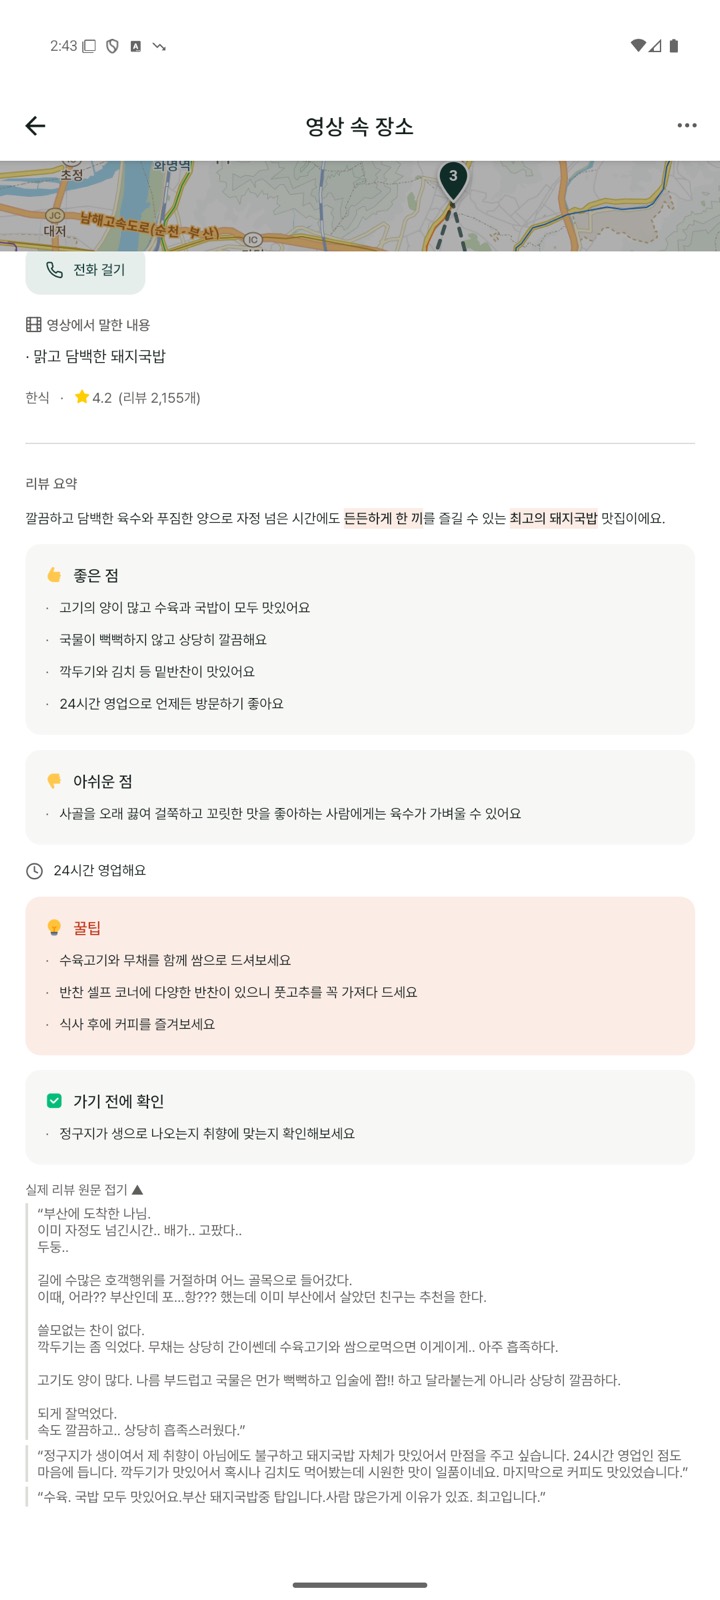 2:43
영상 속 장소
초정
화명역
JC
대저
남해고속도로(순천-부산)
IC
3
전화 걸기
영상에서 말한 내용
· 맑고 담백한 돼지국밥
한식 · 4.2 (리뷰 2,155개)
리뷰 요약
깔끔하고 담백한 육수와 푸짐한 양으로 자정 넘은 시간에도 든든하게 한 끼를 즐길 수 있는 최고의 돼지국밥 맛집이에요.
좋은 점
· 고기의 양이 많고 수육과 국밥이 모두 맛있어요
· 국물이 뻑뻑하지 않고 상당히 깔끔해요
· 깍두기와 김치 등 밑반찬이 맛있어요
· 24시간 영업으로 언제든 방문하기 좋아요
아쉬운 점
· 사골을 오래 끓여 걸쭉하고 꼬릿한 맛을 좋아하는 사람에게는 육수가 가벼울 수 있어요
24시간 영업해요
꿀팁
· 수육고기와 무채를 함께 쌈으로 드셔보세요
· 반찬 셀프 코너에 다양한 반찬이 있으니 풋고추를 꼭 가져다 드세요
· 식사 후에 커피를 즐겨보세요
가기 전에 확인
· 정구지가 생으로 나오는지 취향에 맞는지 확인해보세요
실제 리뷰 원문 접기 ▲
“부산에 도착한 나님.
이미 자정도 넘긴시간.. 배가.. 고팠다..
두둥..
길에 수많은 호객행위를 거절하며 어느 골목으로 들어갔다.
이때, 어라?? 부산인데 포...항??? 했는데 이미 부산에서 살았던 친구는 추천을 한다.
쓸모없는 찬이 없다.
깍두기는 좀 익었다. 무채는 상당히 간이쎈데 수육고기와 쌈으로먹으면 이게이게.. 아주 흡족하다.
고기도 양이 많다. 나름 부드럽고 국물은 먼가 뻑뻑하고 입술에 쫩!! 하고 달라붙는게 아니라 상당히 깔끔하다.
되게 잘먹었다.
속도 깔끔하고.. 상당히 흡족스러웠다.”
“정구지가 생이여서 제 취향이 아님에도 불구하고 돼지국밥 자체가 맛있어서 만점을 주고 싶습니다. 24시간 영업인 점도
마음에 듭니다. 깍두기가 맛있어서 혹시나 김치도 먹어봤는데 시원한 맛이 일품이네요. 마지막으로 커피도 맛있었습니다.”
“수육. 국밥 모두 맛있어요.부산 돼지국밥중 탑입니다.사람 많은가게 이유가 있죠. 최고입니다.”